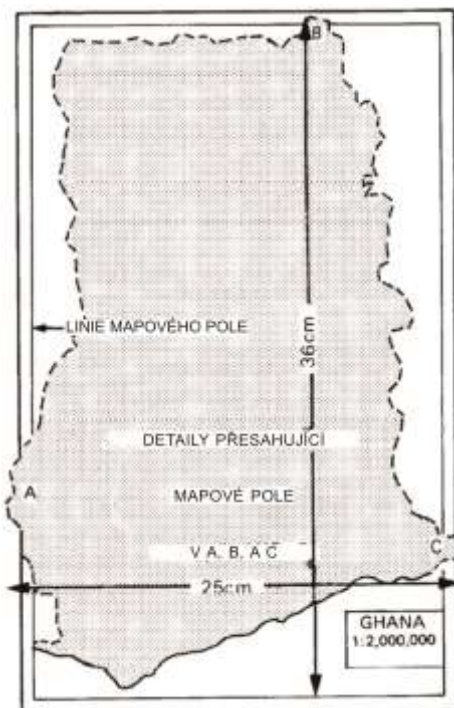 B
LINIE MAPOVÉHO POLE
36cm
DETAILY PŘESAHUJÍCÍ
A
MAPOVÉ POLE
V A, B, A C
C
25cm
GHANA
1:2,000,000